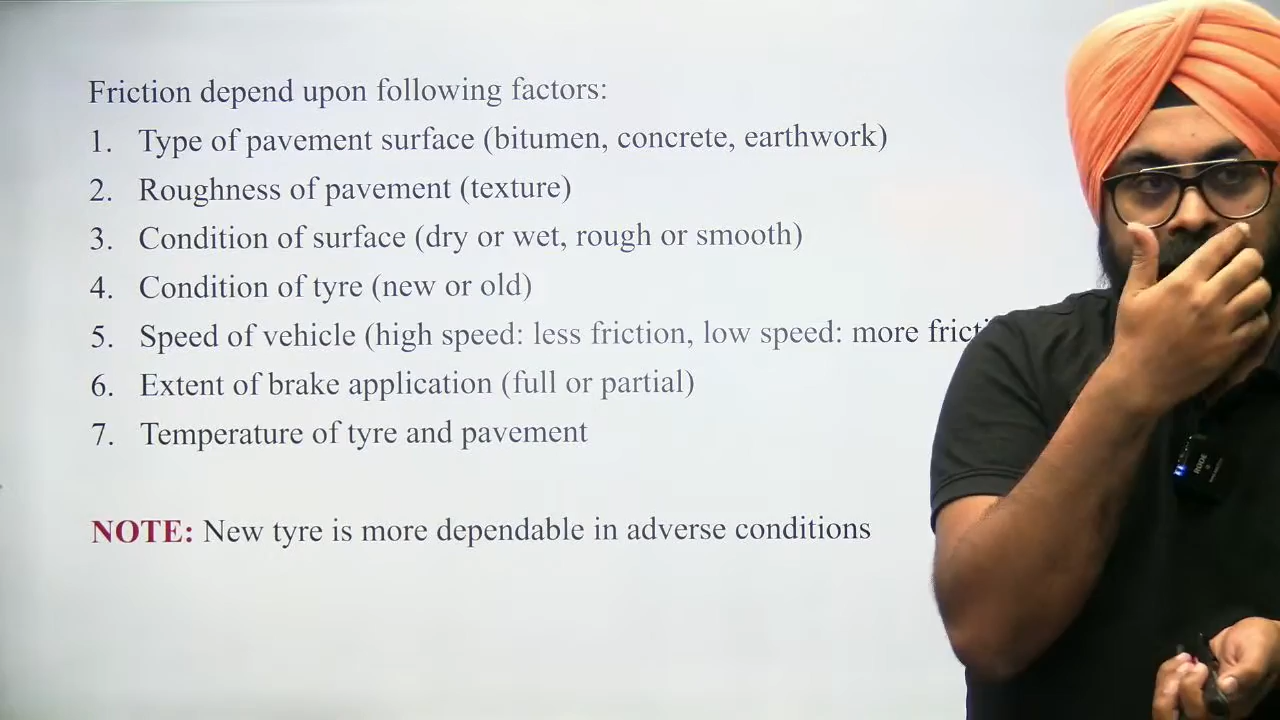 Friction depend upon following factors:
1. Type of pavement surface (bitumen, concrete, earthwork)
2. Roughness of pavement (texture)
3. Condition of surface (dry or wet, rough or smooth)
4. Condition of tyre (new or old)
5. Speed of vehicle (high speed: less friction, low speed: more
6. Extent of brake application (full or partial)
7. Temperature of tyre and pavement
NOTE: New tyre is more dependable in adverse conditions
RODE